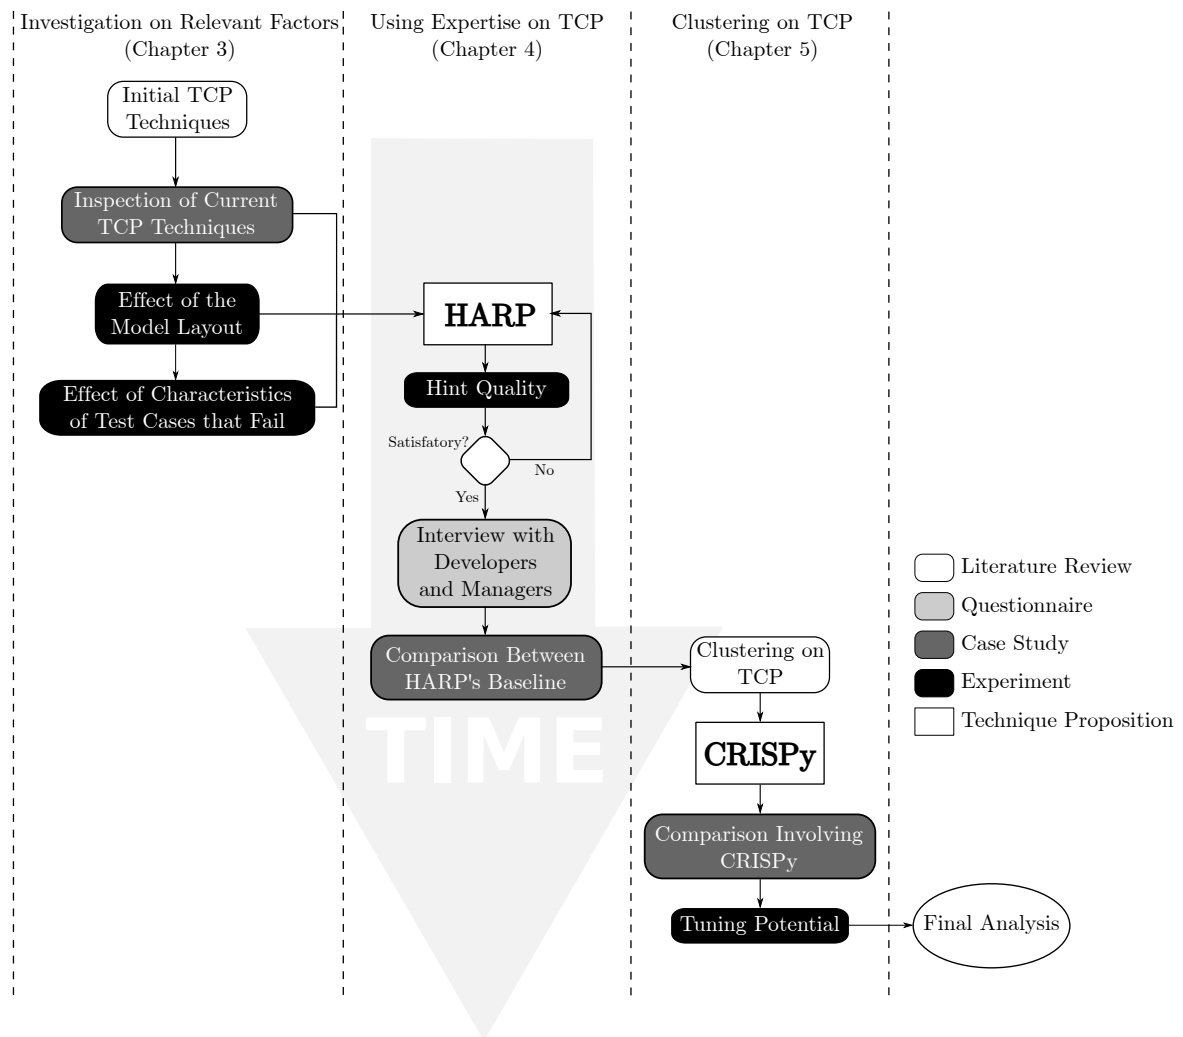 Investigation on Relevant Factors
(Chapter 3)
Using Expertise on TCP
(Chapter 4)
Clustering on TCP
(Chapter 5)
Initial TCP
Techniques
Inspection of Current
TCP Techniques
Effect of the
Model Layout
Effect of Characteristics
of Test Cases that Fail
HARP
Hint Quality
Satisfatory?
No
Yes
Interview with
Developers
and Managers
Comparison Between
HARP's Baseline
TIME
Clustering on
TCP
CRISPy
Comparison Involving
CRISPy
Tuning Potential
Final Analysis
Literature Review
Questionnaire
Case Study
Experiment
Technique Proposition